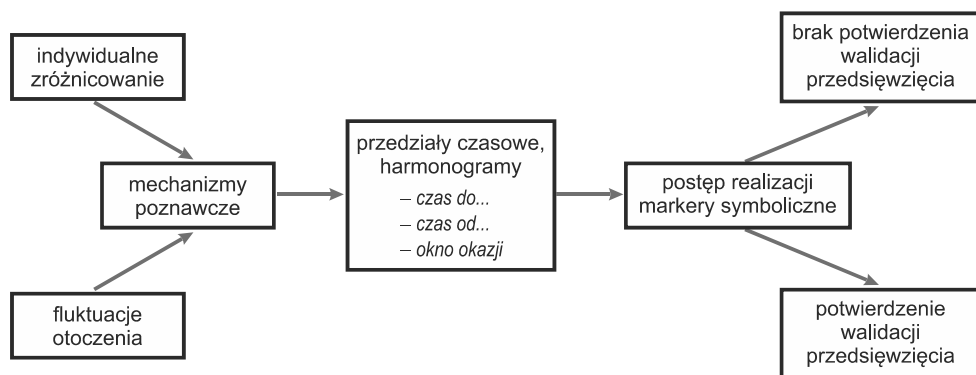 indywidualne
zróżnicowanie
fluktuacje
otoczenia
mechanizmy
poznawcze
przedziały czasowe,
harmonogramy
– czas do...
– czas od...
– okno okazji
postęp realizacji
markery symboliczne
brak potwierdzenia
walidacji
przedsięwzięcia
potwierdzenie
walidacji
przedsięwzięcia